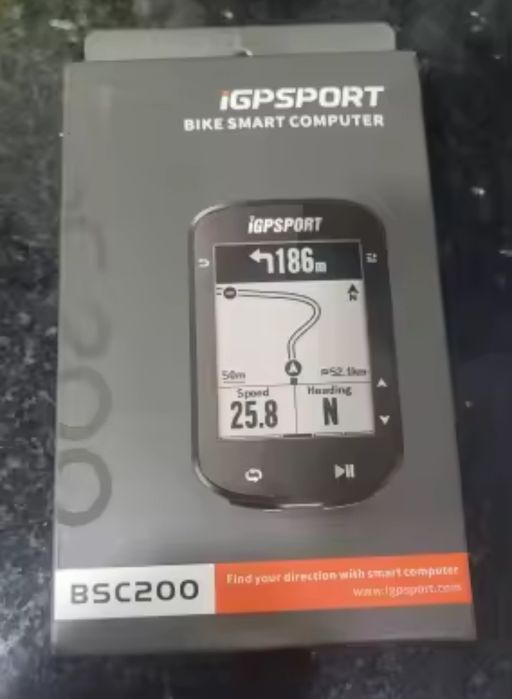 iGPSPORT
BIKE SMART COMPUTER
iGPSPORT
186m
N
50m
52.1km
Speed
Heading
25.8
N
BSC200
BSC200
Find your direction with smart computer
www.igpsport.com